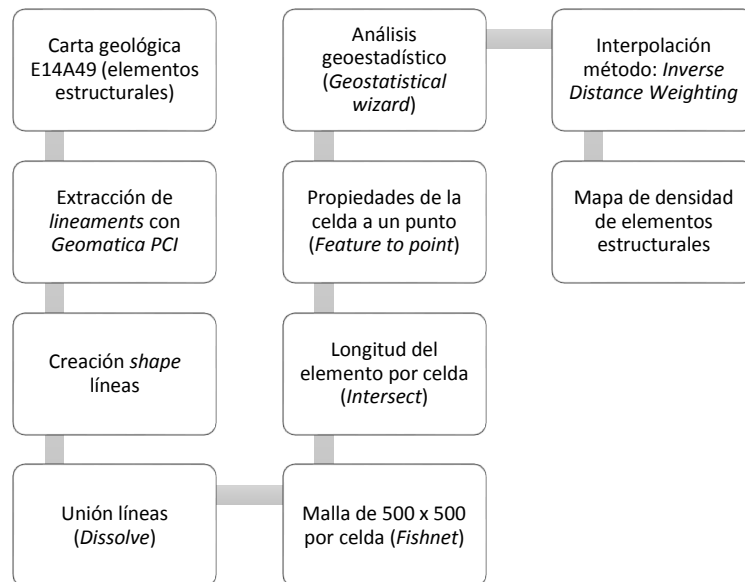 Carta geológica
E14A49 (elementos
estructurales)
Extracción de
lineaments con
Geomatica PCI
Creación shape
líneas
Unión líneas
(Dissolve)
Malla de 500 x 500
por celda (Fishnet)
Longitud del
elemento por celda
(Intersect)
Propiedades de la
celda a un punto
(Feature to point)
Análisis
geoestadístico
(Geostatistical
wizard)
Interpolación
método: Inverse
Distance Weighting
Mapa de densidad
de elementos
estructurales